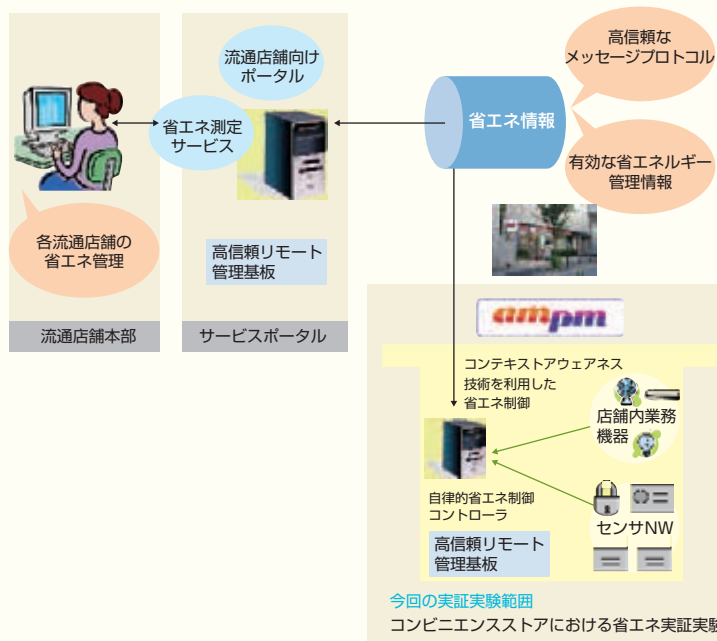 流通店舗向け
ポータル
省エネ測定
サービス
各流通店舗の
省エネ管理
高信頼リモート
管理基板
流通店舗本部
サービスポータル
省エネ情報
高信頼な
メッセージプロトコル
有効な省エネルギー
管理情報
ampm
コンテキストアウェアネス
技術を利用した
省エネ制御
店舗内業務
機器
自律的省エネ制御
コントローラ
センサNW
高信頼リモート
管理基板
今回の実証実験範囲
コンビニエンスストアにおける省エネ実証実験